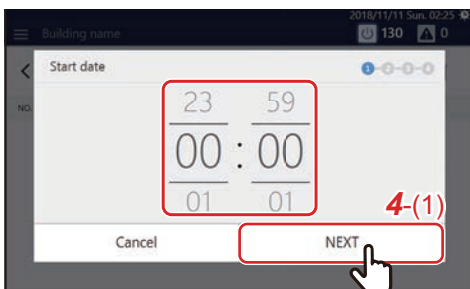 2018/11/11 Sun. 02:25
Building name
130
0
Start date
1
NO.
23 59
00 : 00
01 01
4-(1)
Cancel
NEXT